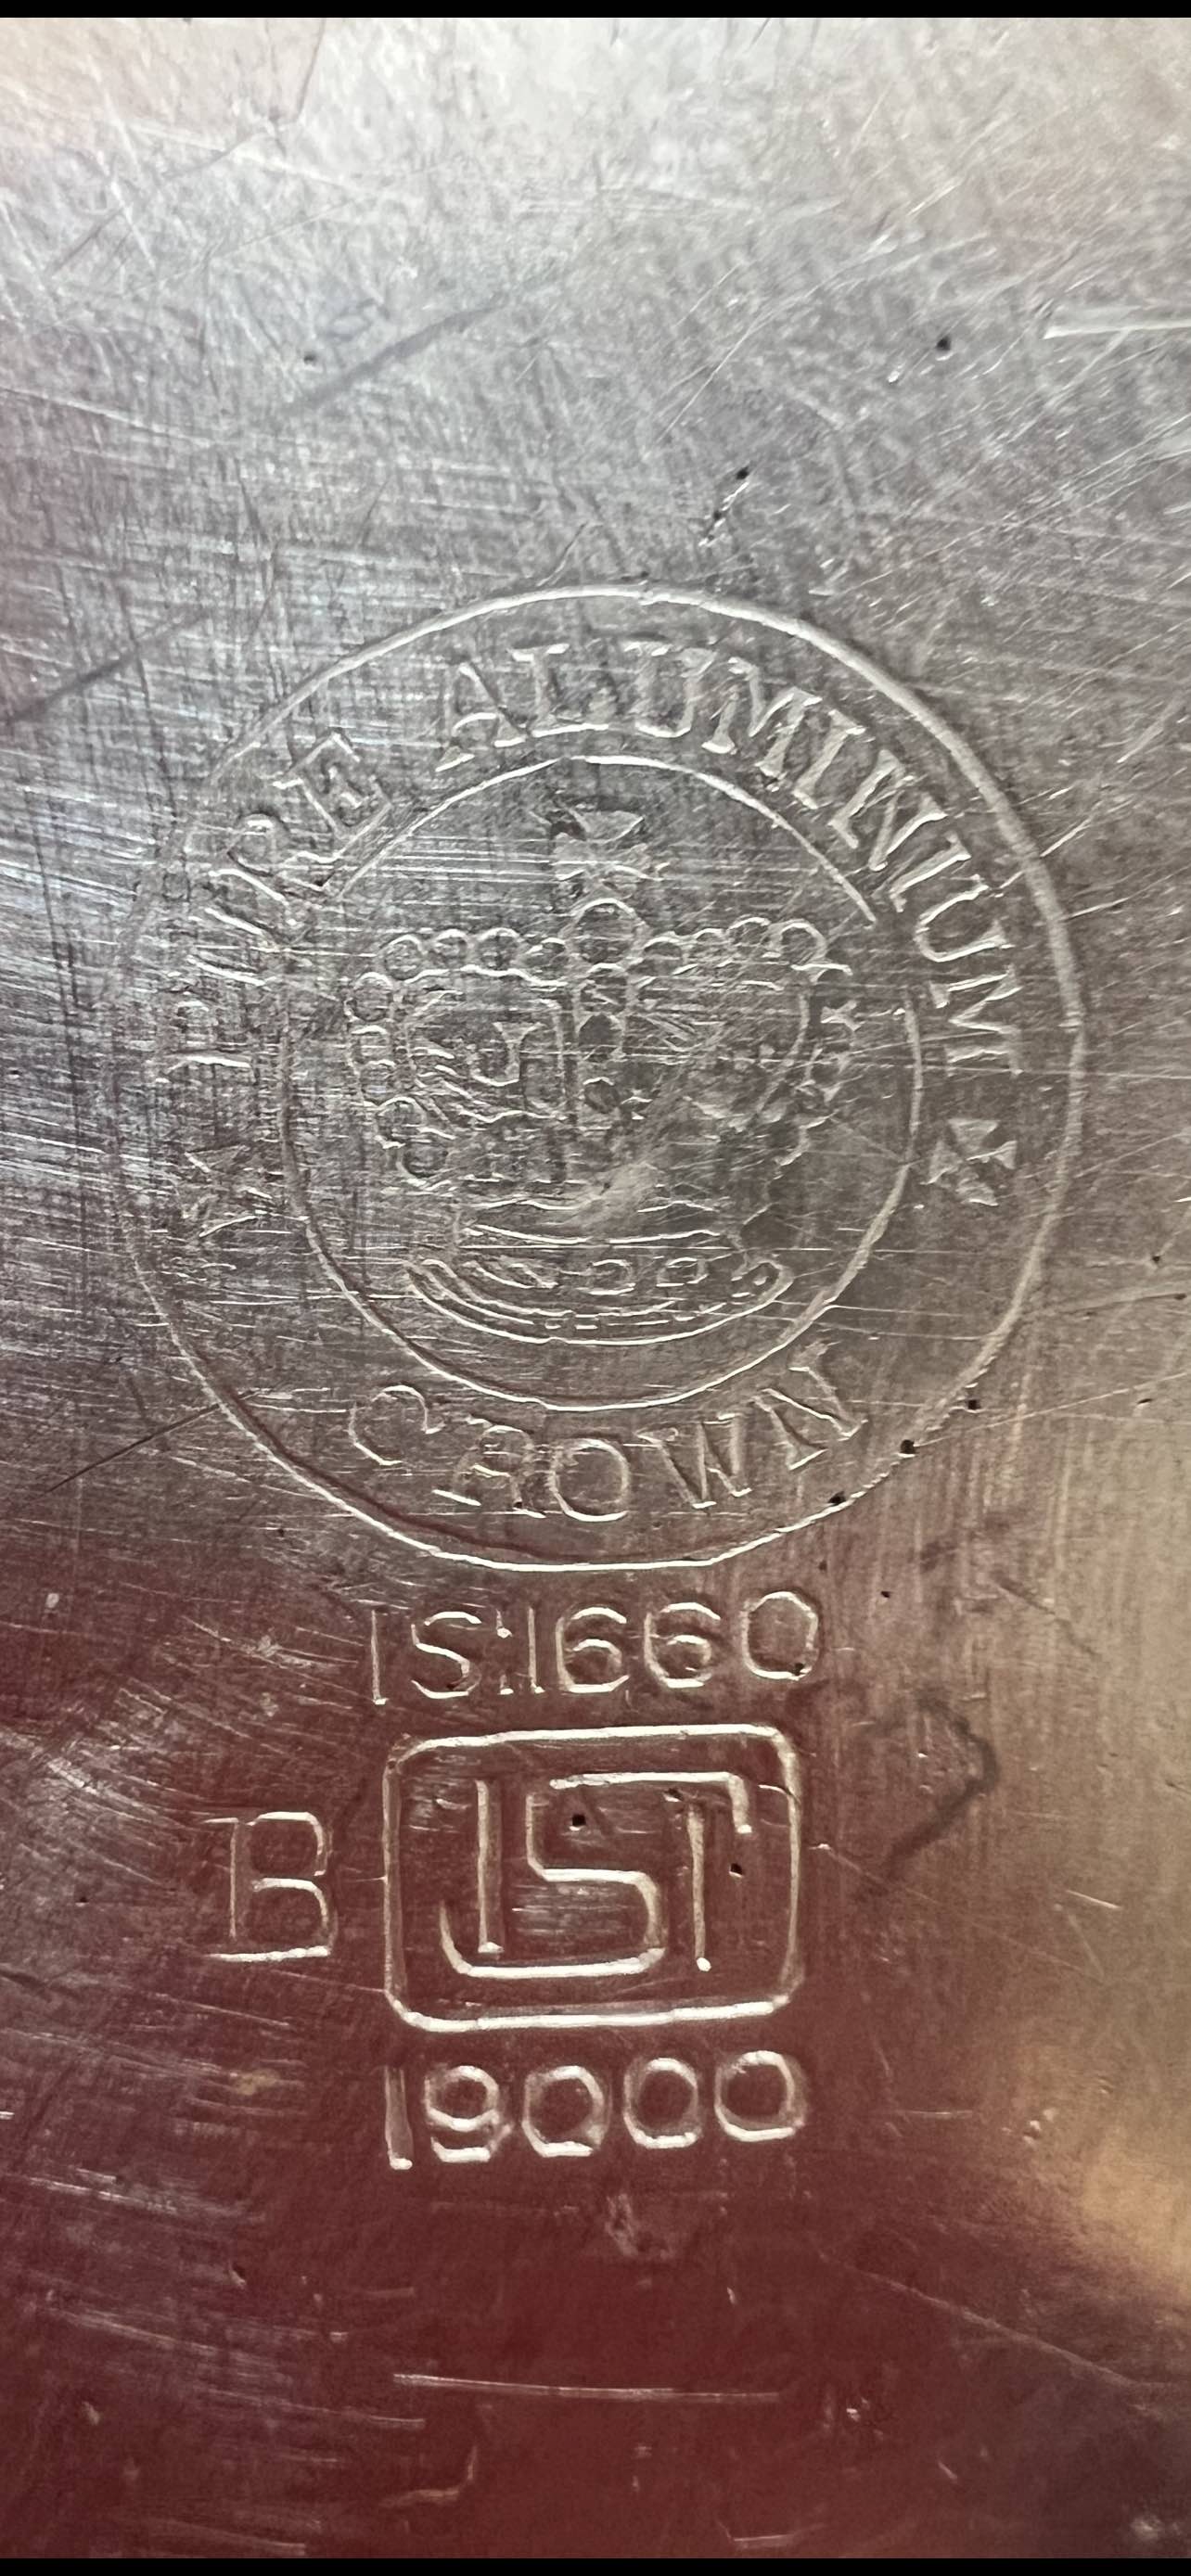 PURE ALUMINIUM
CROWN
IS:1660
B ISI
19000